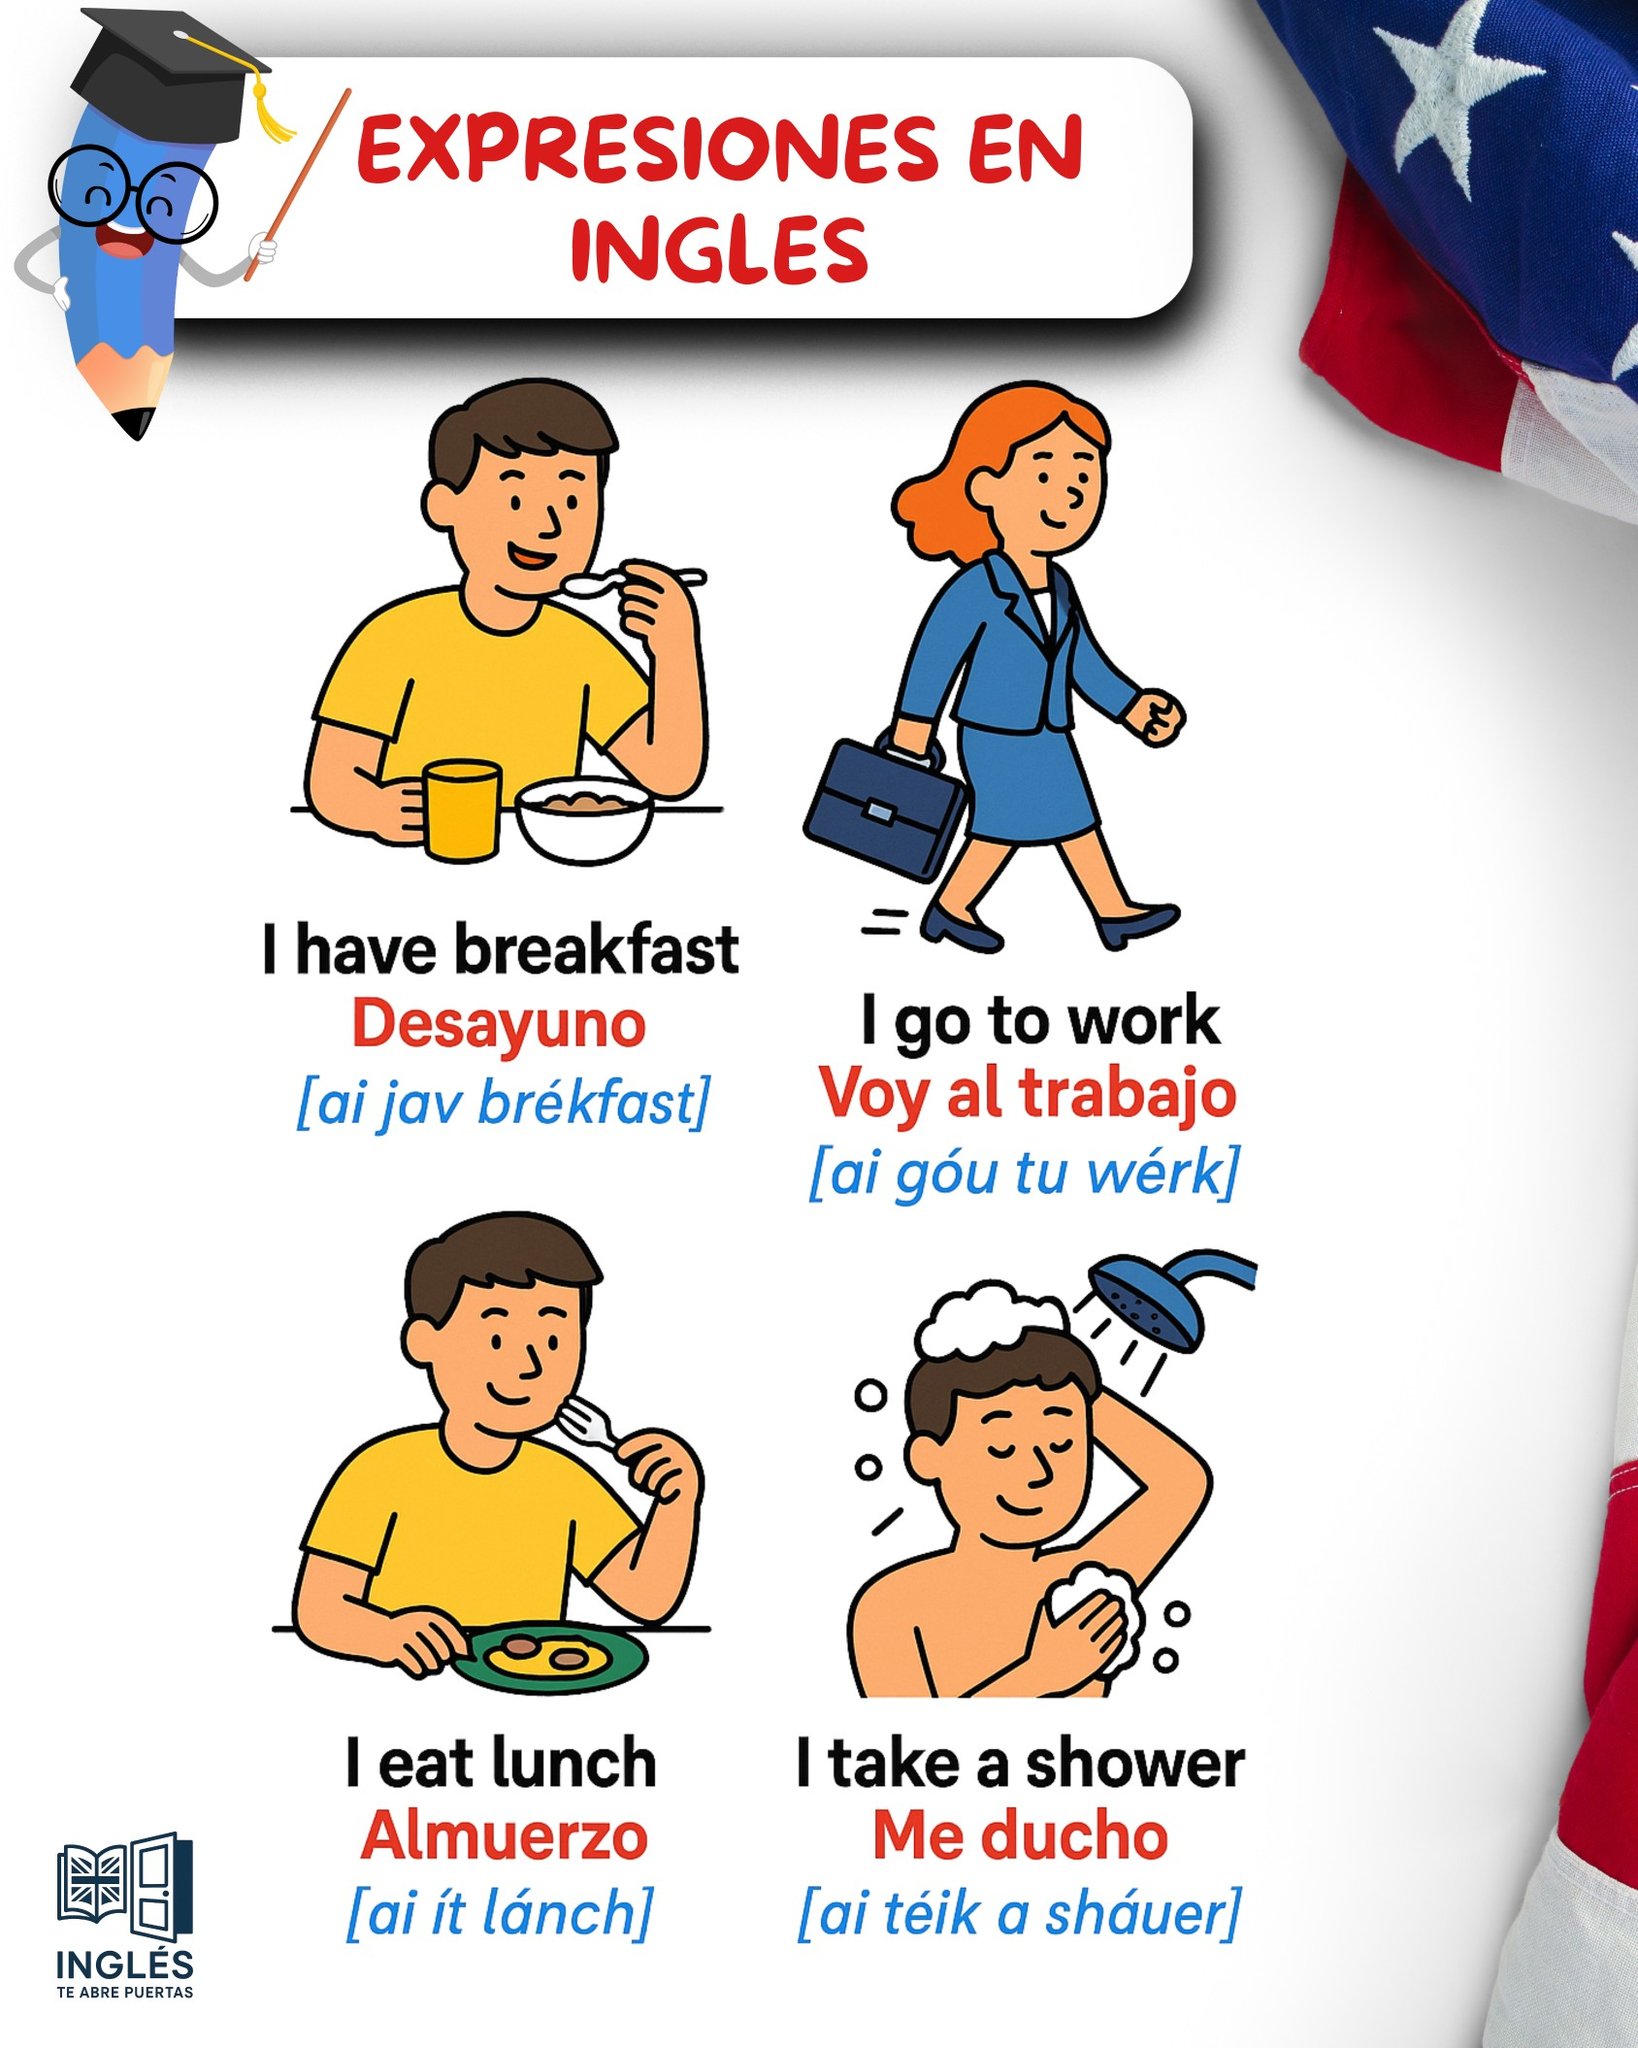 EXPRESIONES EN
INGLES
I have breakfast
Desayuno
[ai jav brékfast]
I go to work
Voy al trabajo
[ai góu tu wérk]
I eat lunch
Almuerzo
[ai ít lánch]
I take a shower
Me ducho
[ai téik a sháuer]
INGLÉS
TE ABRE PUERTAS